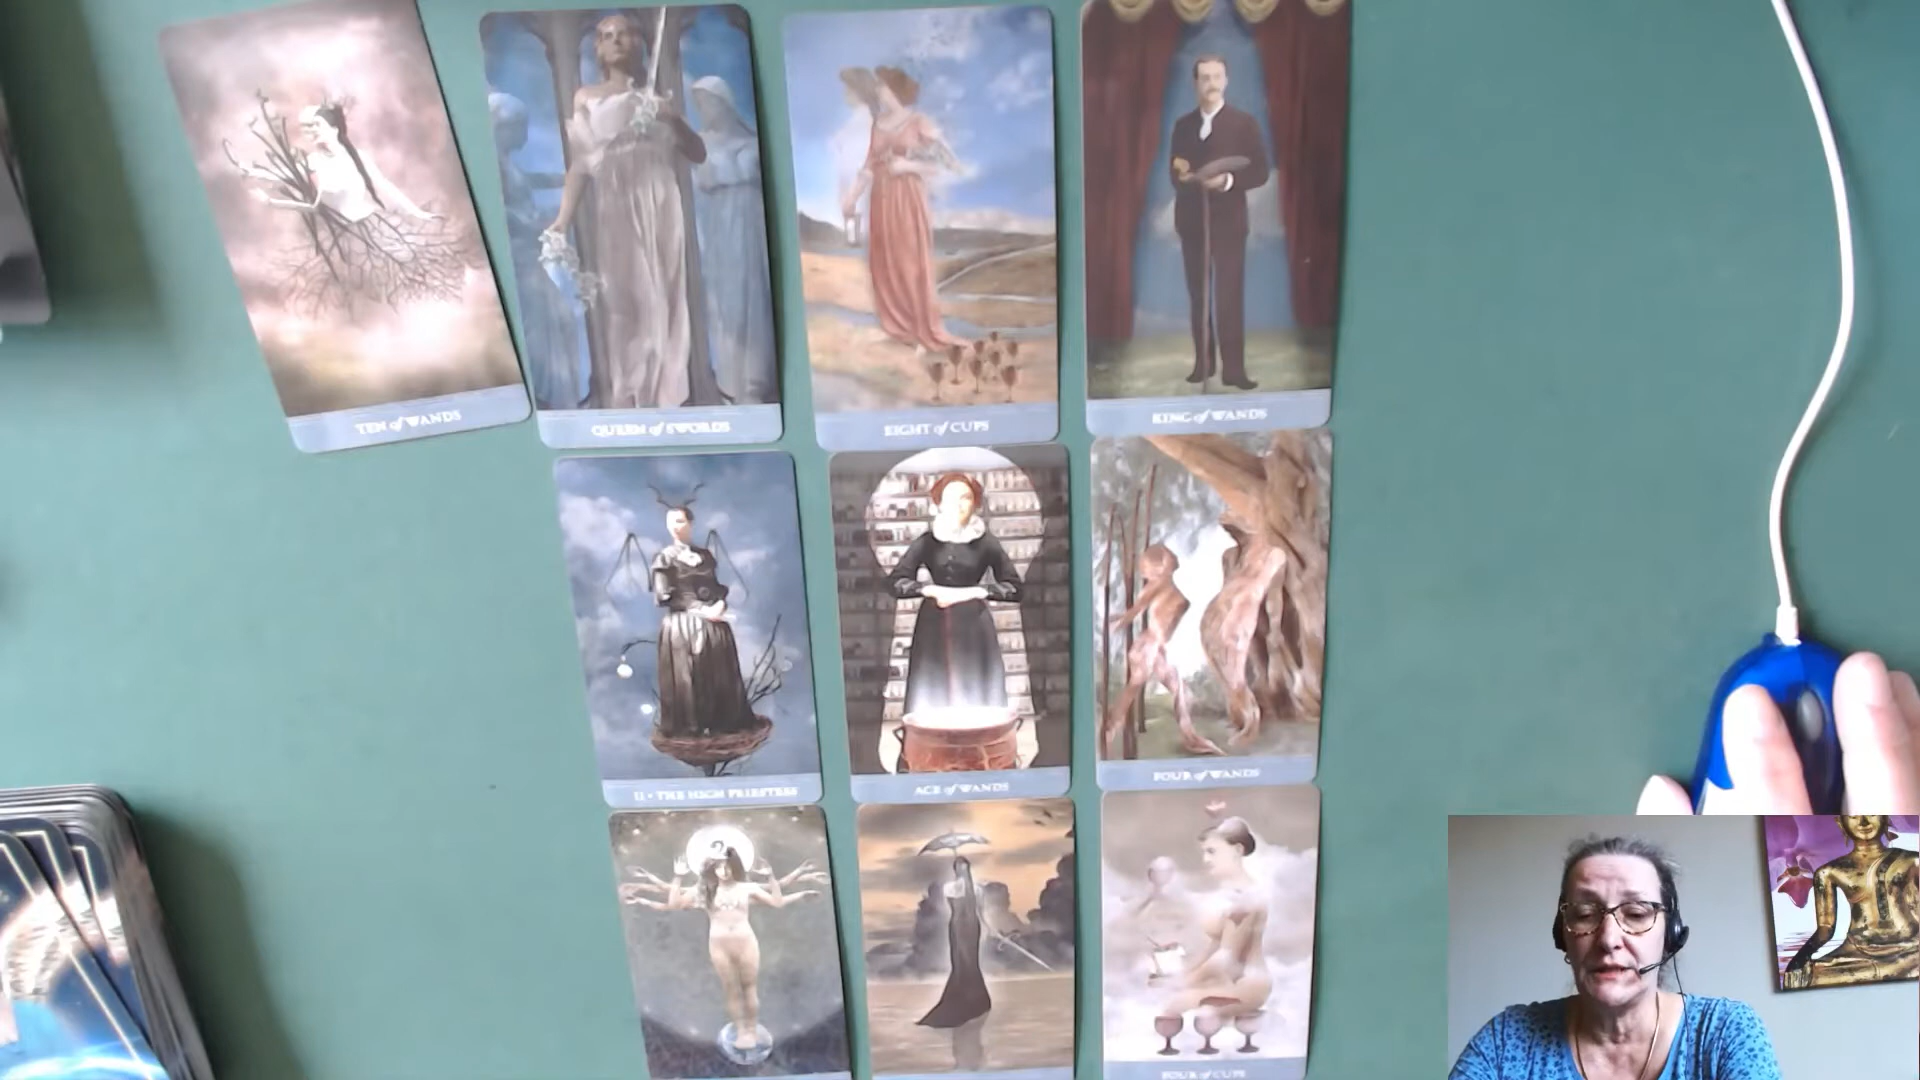 TEN of WANDS
QUEEN of SWORDS
EIGHT of CUPS
KING of WANDS
II • THE HIGH PRIESTESS
ACE of WANDS
FOUR of WANDS
FOUR of CUPS